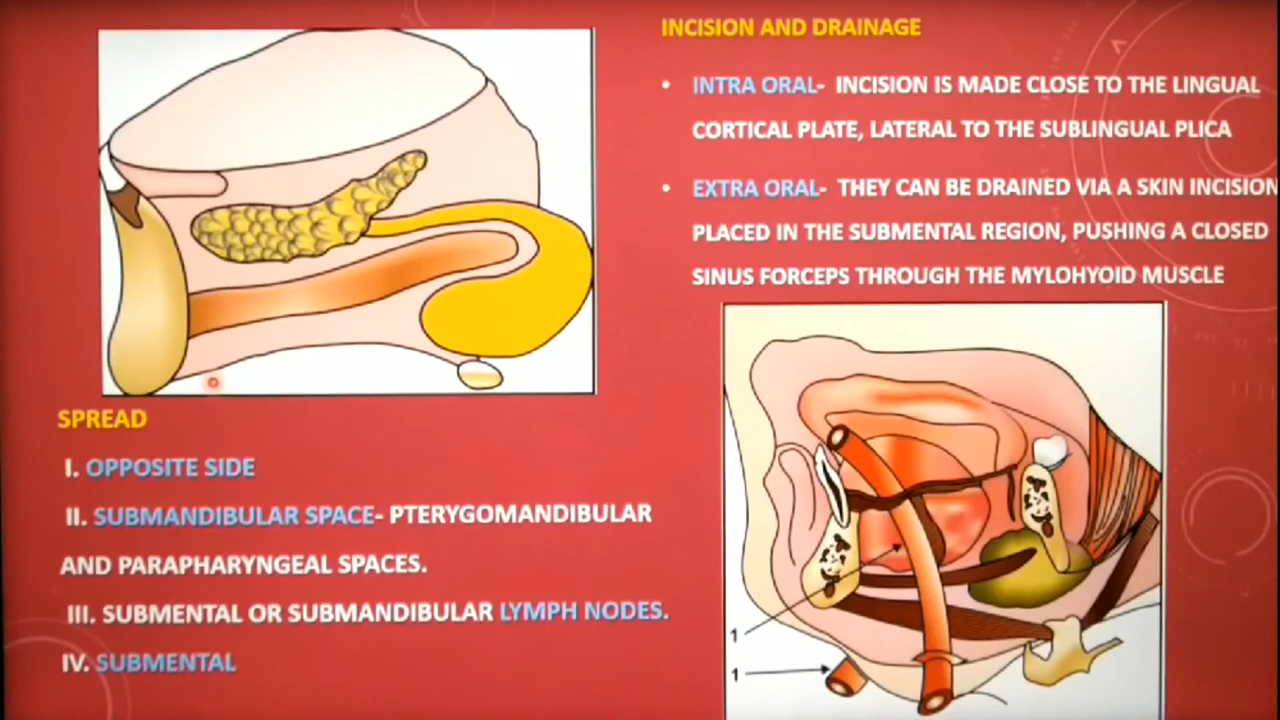 SPREAD
I. OPPOSITE SIDE
II. SUBMANDIBULAR SPACE- PTERYGOMANDIBULAR
AND PARAPHARYNGEAL SPACES.
III. SUBMENTAL OR SUBMANDIBULAR LYMPH NODES.
IV. SUBMENTAL
INCISION AND DRAINAGE
• INTRA ORAL- INCISION IS MADE CLOSE TO THE LINGUAL
CORTICAL PLATE, LATERAL TO THE SUBLINGUAL PLICA
• EXTRA ORAL- THEY CAN BE DRAINED VIA A SKIN INCISION
PLACED IN THE SUBMENTAL REGION, PUSHING A CLOSED
SINUS FORCEPS THROUGH THE MYLOHYOID MUSCLE
1
1